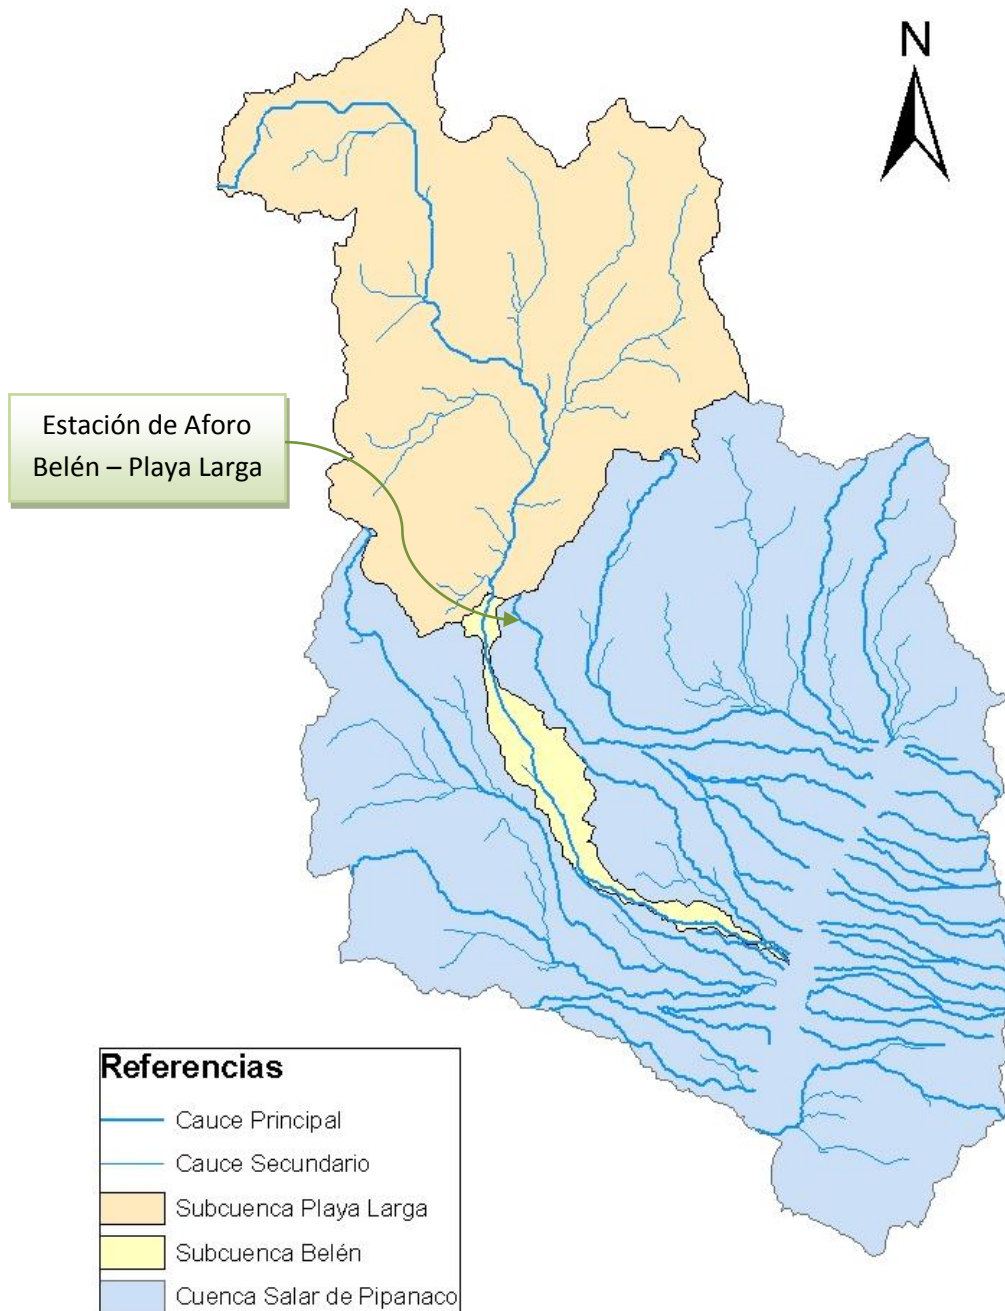 N
Estación de Aforo
Belén – Playa Larga
Referencias
Cauce Principal
Cauce Secundario
Subcuenca Playa Larga
Subcuenca Belén
Cuenca Salar de Pipanaco